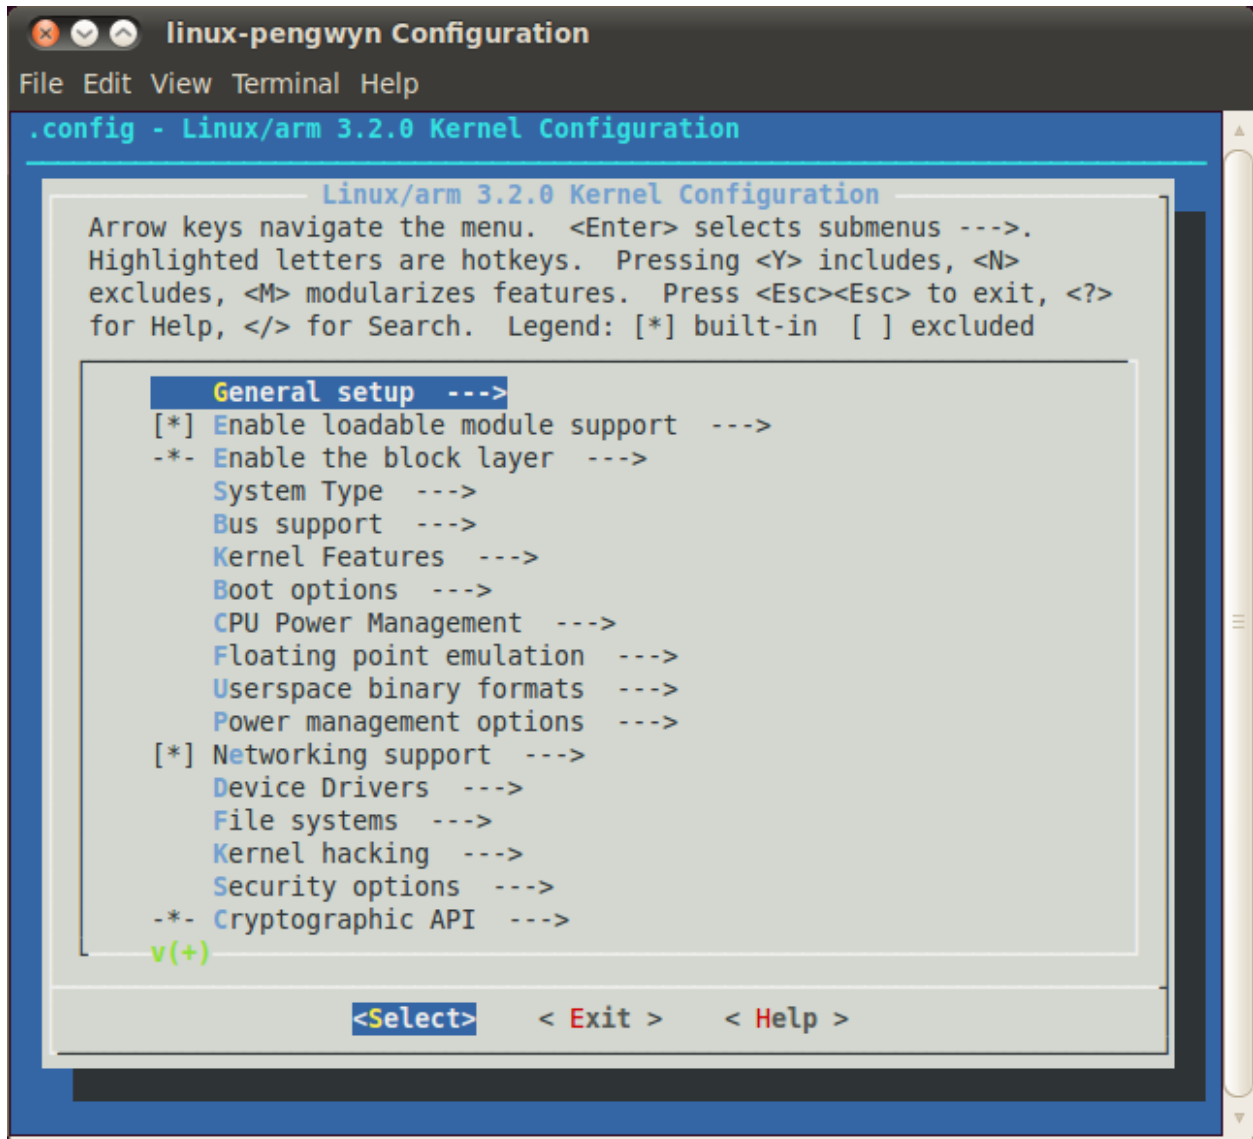 linux-pengwyn Configuration
File Edit View Terminal Help
.config - Linux/arm 3.2.0 Kernel Configuration
Linux/arm 3.2.0 Kernel Configuration
Arrow keys navigate the menu.  <Enter> selects submenus --->.
Highlighted letters are hotkeys.  Pressing <Y> includes, <N>
excludes, <M> modularizes features.  Press <Esc><Esc> to exit, <?>
for Help, </> for Search.  Legend: [*] built-in  [ ] excluded
General setup  --->
[*] Enable loadable module support  --->
-*- Enable the block layer  --->
System Type  --->
Bus support  --->
Kernel Features  --->
Boot options  --->
CPU Power Management  --->
Floating point emulation  --->
Userspace binary formats  --->
Power management options  --->
[*] Networking support  --->
Device Drivers  --->
File systems  --->
Kernel hacking  --->
Security options  --->
-*- Cryptographic API  --->
v(+)
<Select>    < Exit >    < Help >